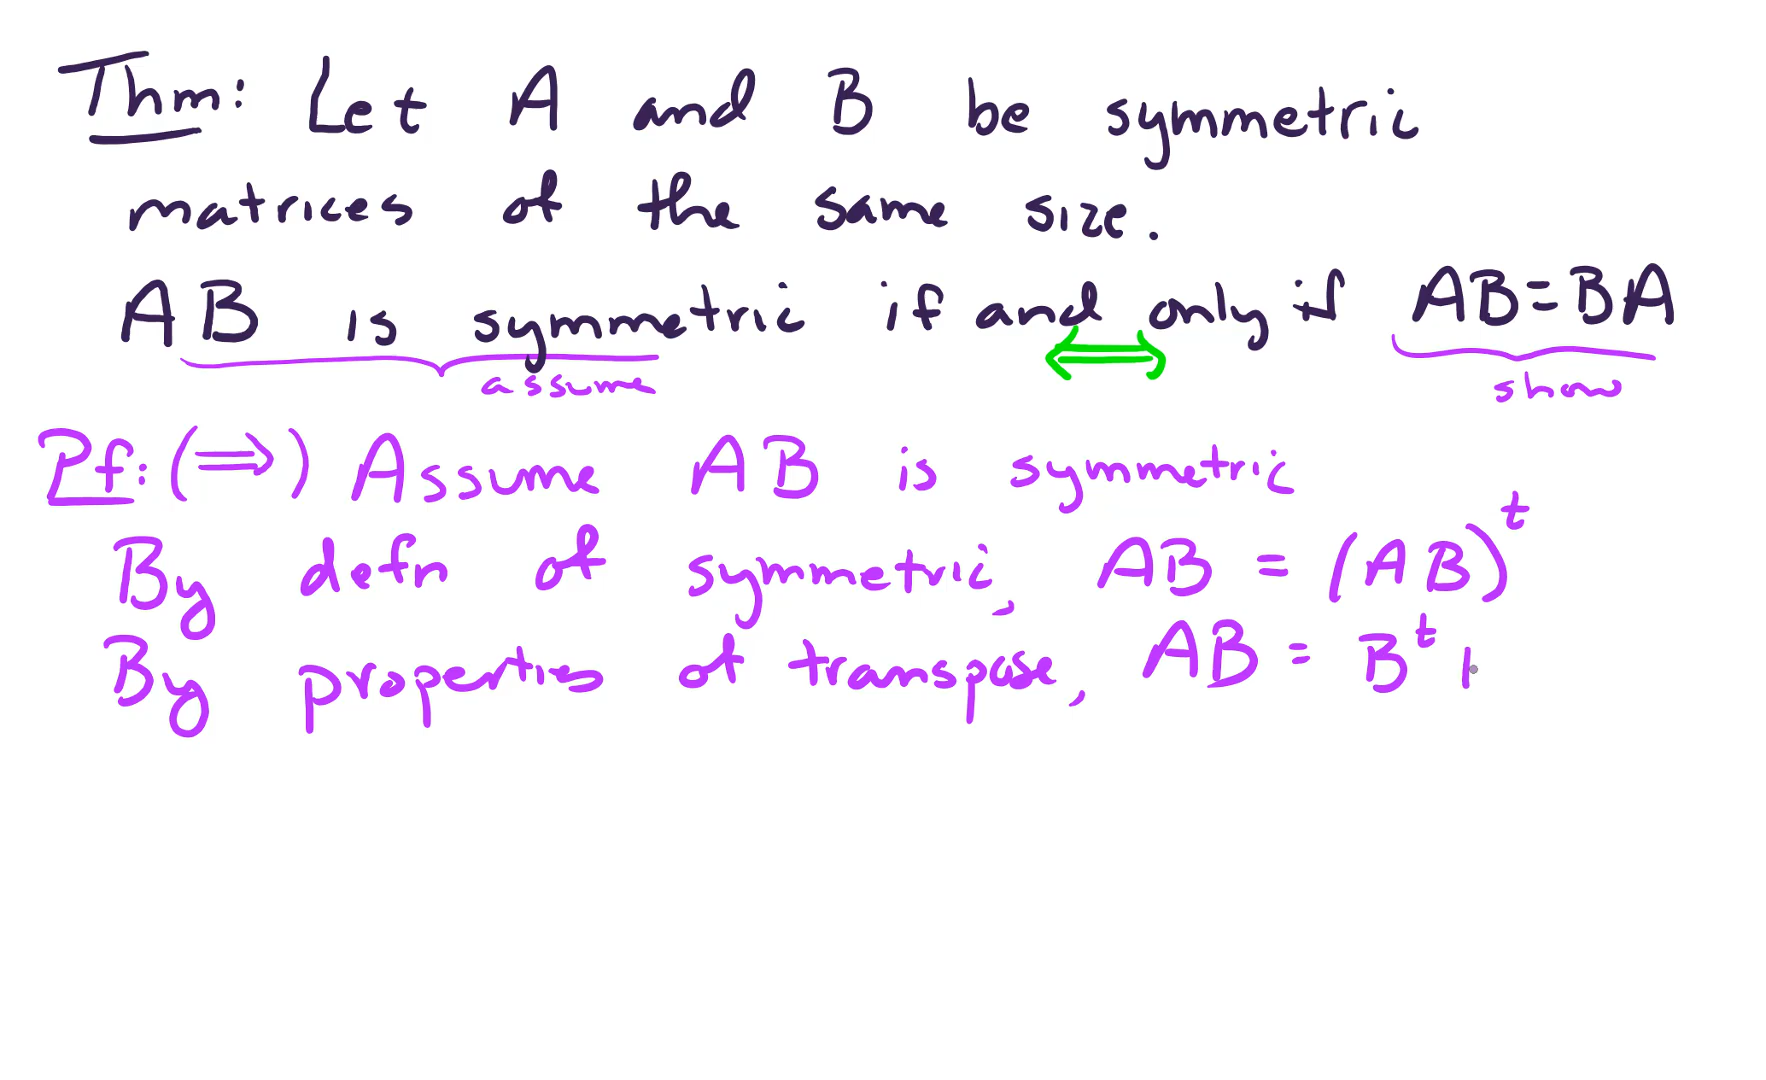 Thm: Let A and B be symmetric
matrices of the same size.
AB is symmetric if and only if AB=BA
assume ⟺ show
Pf: (⟹) Assume AB is symmetric
By defn of symmetric, AB = (AB)^t
By properties of transpose, AB = B^t